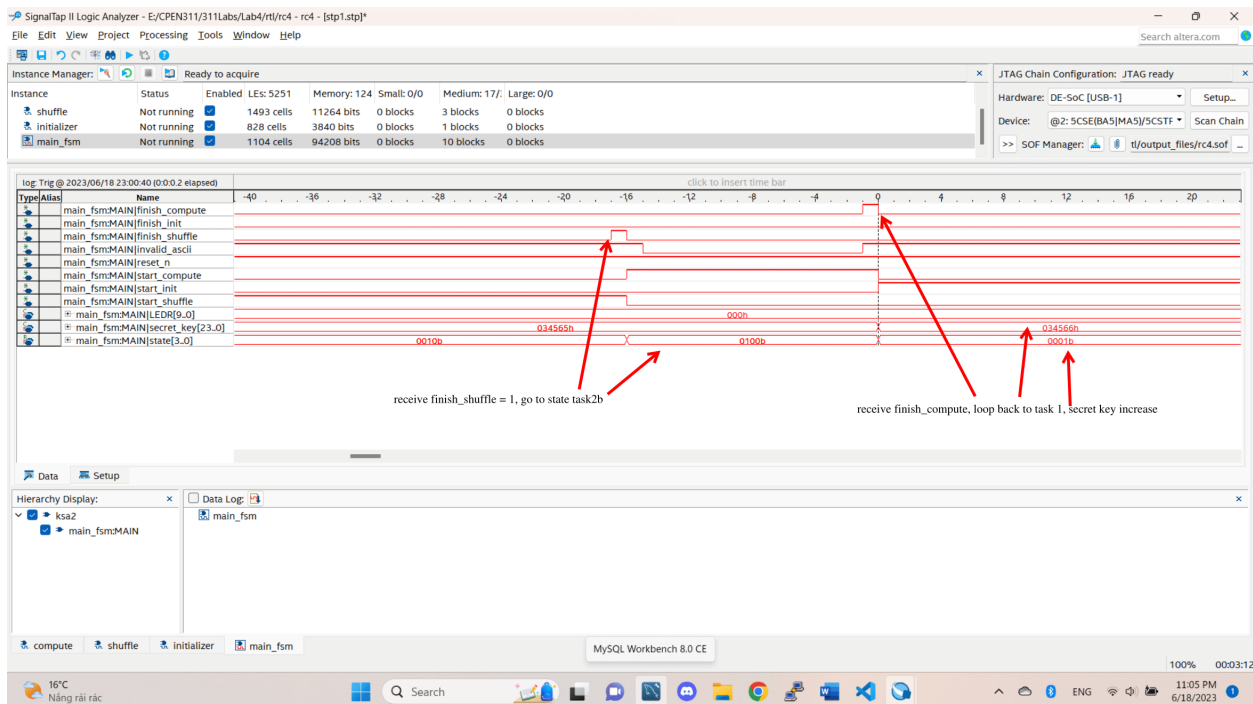 SignalTap II Logic Analyzer - E:/CPEN311/311Labs/Lab4/rtl/rc4 - rc4 - [stp1.stp]*
File Edit View Project Processing Tools Window Help
Search altera.com
Instance Manager: Ready to acquire
JTAG Chain Configuration: JTAG ready
Instance Status Enabled LEs: 5251 Memory: 124 Small: 0/0 Medium: 17/: Large: 0/0
shuffle Not running 1493 cells 11264 bits 0 blocks 3 blocks 0 blocks
initializer Not running 828 cells 3840 bits 0 blocks 1 blocks 0 blocks
main_fsm Not running 1104 cells 94208 bits 0 blocks 10 blocks 0 blocks
Hardware: DE-SoC [USB-1] Setup...
Device: @2: 5CSE(BA5|MA5)/5CSTF Scan Chain
>> SOF Manager: tl/output_files/rc4.sof ...
log: Trig @ 2023/06/18 23:00:40 (0:0:0.2 elapsed) click to insert time bar
Type Alias Name -40 -36 -32 -28 -24 -20 -16 -12 -8 -4 0 4 8 12 16 20
main_fsm:MAIN|finish_compute
main_fsm:MAIN|finish_init
main_fsm:MAIN|finish_shuffle
main_fsm:MAIN|invalid_ascii
main_fsm:MAIN|reset_n
main_fsm:MAIN|start_compute
main_fsm:MAIN|start_init
main_fsm:MAIN|start_shuffle
main_fsm:MAIN|LEDR[9..0] 000h
main_fsm:MAIN|secret_key[23..0] 034565h 034566h
main_fsm:MAIN|state[3..0] 0010b 0100b 0001b
receive finish_shuffle = 1, go to state task2b
receive finish_compute, loop back to task 1, secret key increase
Data Setup
Hierarchy Display:
ksa2
main_fsm:MAIN
Data Log:
main_fsm
compute shuffle initializer main_fsm
MySQL Workbench 8.0 CE
100% 00:03:12
16°C
Nắng rải rác
Search
ENG
11:05 PM
6/18/2023
1